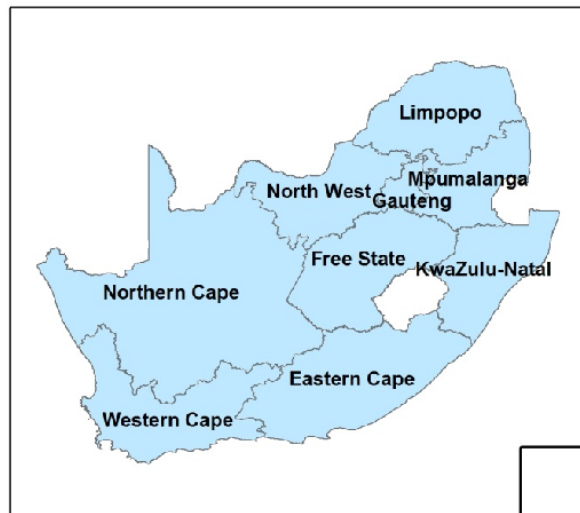 Limpopo
Mpumalanga
North West
Gauteng
Free State
KwaZulu-Natal
Northern Cape
Eastern Cape
Western Cape